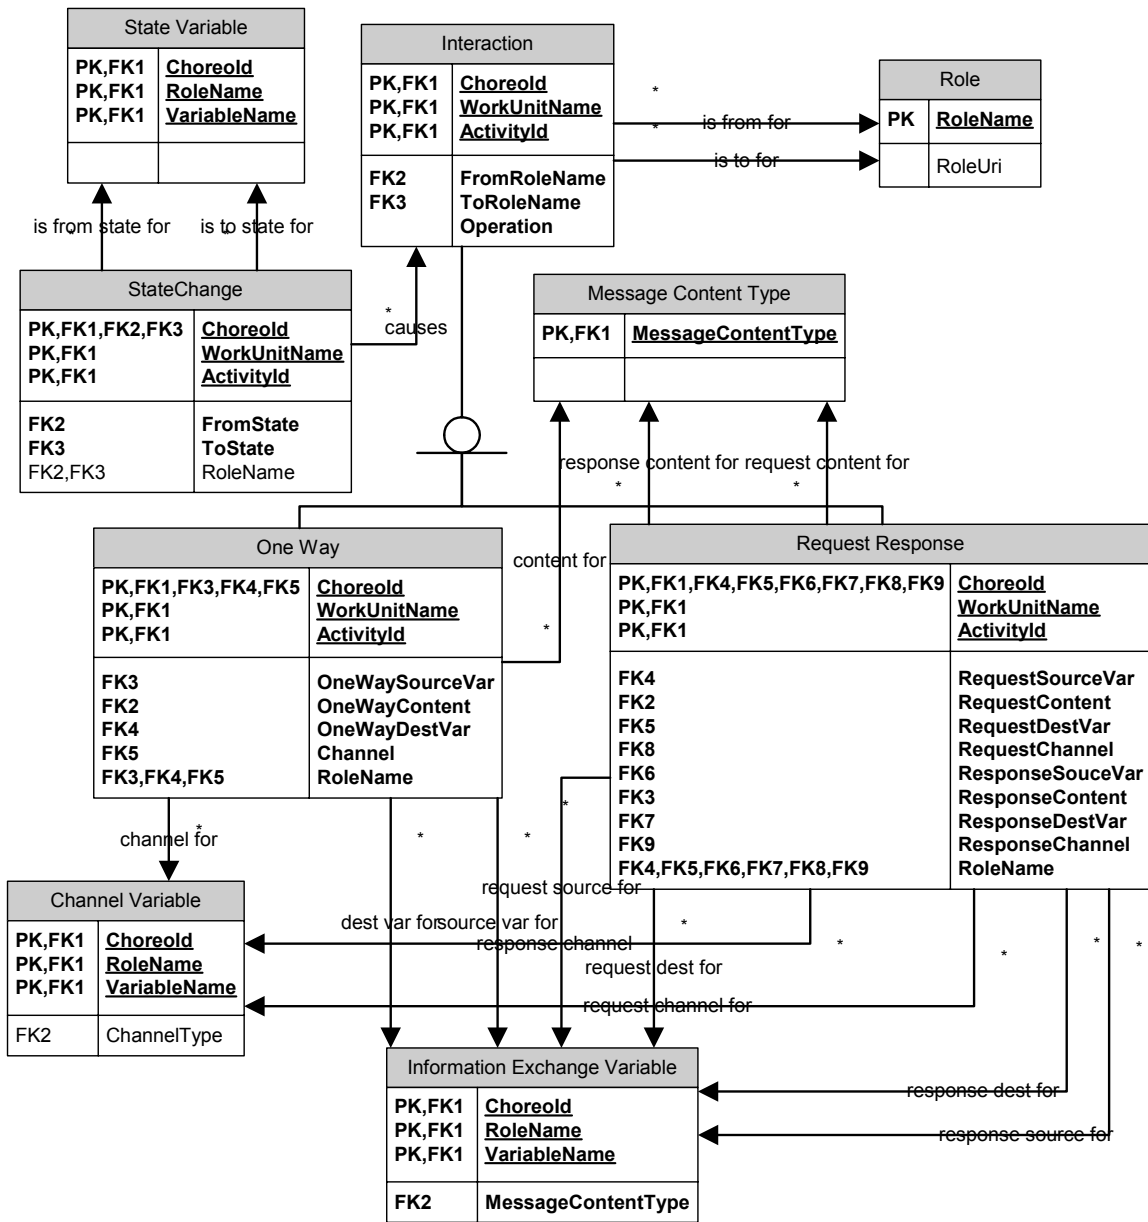 State Variable
PK,FK1 ChoreoId
PK,FK1 RoleName
PK,FK1 VariableName
Interaction
PK,FK1 ChoreoId
PK,FK1 WorkUnitName
PK,FK1 ActivityId
FK2 FromRoleName
FK3 ToRoleName
Operation
Role
PK RoleName
RoleUri
*
*
is from for
is to for
is from state for
*
is to state for
*
StateChange
PK,FK1,FK2,FK3 ChoreoId
PK,FK1 WorkUnitName
PK,FK1 ActivityId
FK2 FromState
FK3 ToState
FK2,FK3 RoleName
*
causes
Message Content Type
PK,FK1 MessageContentType
response content for
*
request content for
*
One Way
PK,FK1,FK3,FK4,FK5 ChoreoId
PK,FK1 WorkUnitName
PK,FK1 ActivityId
FK3 OneWaySourceVar
FK2 OneWayContent
FK4 OneWayDestVar
FK5 Channel
FK3,FK4,FK5 RoleName
content for
*
Request Response
PK,FK1,FK4,FK5,FK6,FK7,FK8,FK9 ChoreoId
PK,FK1 WorkUnitName
PK,FK1 ActivityId
FK4 RequestSourceVar
FK2 RequestContent
FK5 RequestDestVar
FK8 RequestChannel
FK6 ResponseSouceVar
FK3 ResponseContent
FK7 ResponseDestVar
FK9 ResponseChannel
FK4,FK5,FK6,FK7,FK8,FK9 RoleName
*
channel for
*
*
*
request source for
dest var for
source var for
*
response channel
*
*
*
*
request dest for
request channel for
Channel Variable
PK,FK1 ChoreoId
PK,FK1 RoleName
PK,FK1 VariableName
FK2 ChannelType
Information Exchange Variable
PK,FK1 ChoreoId
PK,FK1 RoleName
PK,FK1 VariableName
FK2 MessageContentType
*
response dest for
response source for